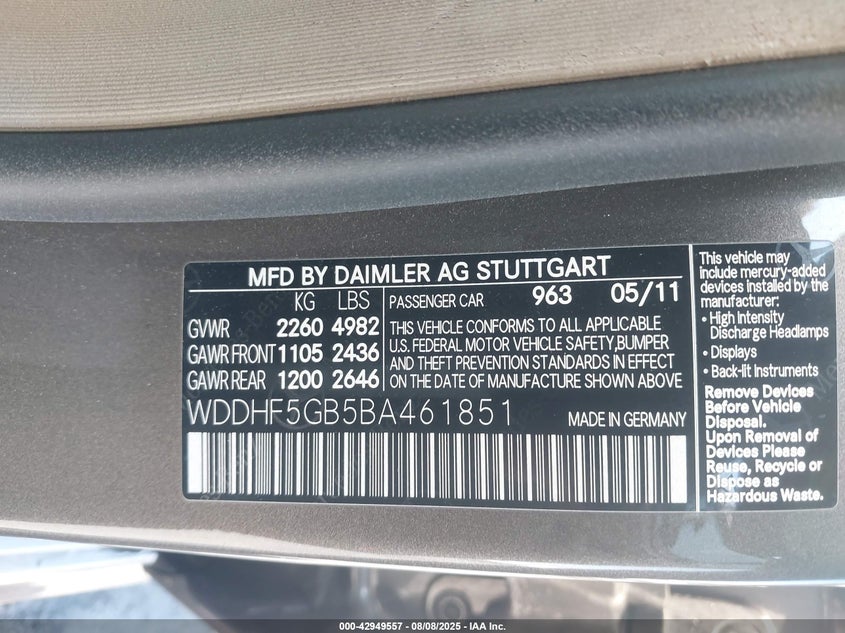 MFD BY DAIMLER AG STUTTGART
KG LBS
GVWR 2260 4982
GAWR FRONT 1105 2436
GAWR REAR 1200 2646
PASSENGER CAR 963 05/11
THIS VEHICLE CONFORMS TO ALL APPLICABLE
U.S. FEDERAL MOTOR VEHICLE SAFETY, BUMPER
AND THEFT PREVENTION STANDARDS IN EFFECT
ON THE DATE OF MANUFACTURE SHOWN ABOVE
WDDHF5GB5BA461851
MADE IN GERMANY
This vehicle may
include mercury-added
devices installed by the
manufacturer:
• High Intensity
Discharge Headlamps
• Displays
• Back-lit Instruments
Remove Devices
Before Vehicle
Disposal.
Upon Removal of
Devices Please
Reuse, Recycle or
Dispose as
Hazardous Waste.
000-42949557 - 08/08/2025 - IAA Inc.